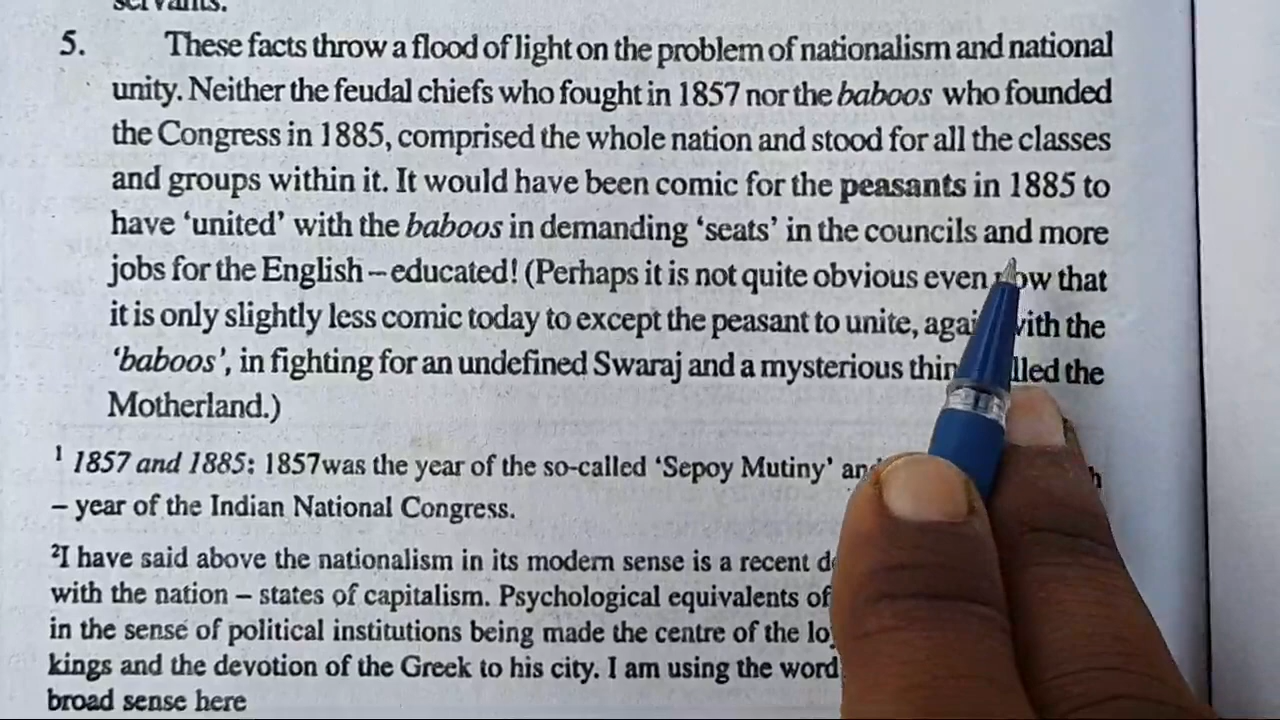 servants.
5. These facts throw a flood of light on the problem of nationalism and national
unity. Neither the feudal chiefs who fought in 1857 nor the baboos who founded
the Congress in 1885, comprised the whole nation and stood for all the classes
and groups within it. It would have been comic for the peasants in 1885 to
have ‘united’ with the baboos in demanding ‘seats’ in the councils and more
jobs for the English – educated! (Perhaps it is not quite obvious even now that
it is only slightly less comic today to except the peasant to unite, with the
‘baboos’, in fighting for an undefined Swaraj and a mysterious the
Motherland.)
1 1857 and 1885: 1857was the year of the so-called ‘Sepoy Mutiny’
– year of the Indian National Congress.
2I have said above the nationalism in its modern sense is a recent
with the nation – states of capitalism. Psychological equivalents of
in the sense of political institutions being made the centre of the
kings and the devotion of the Greek to his city. I am using the word
broad sense here